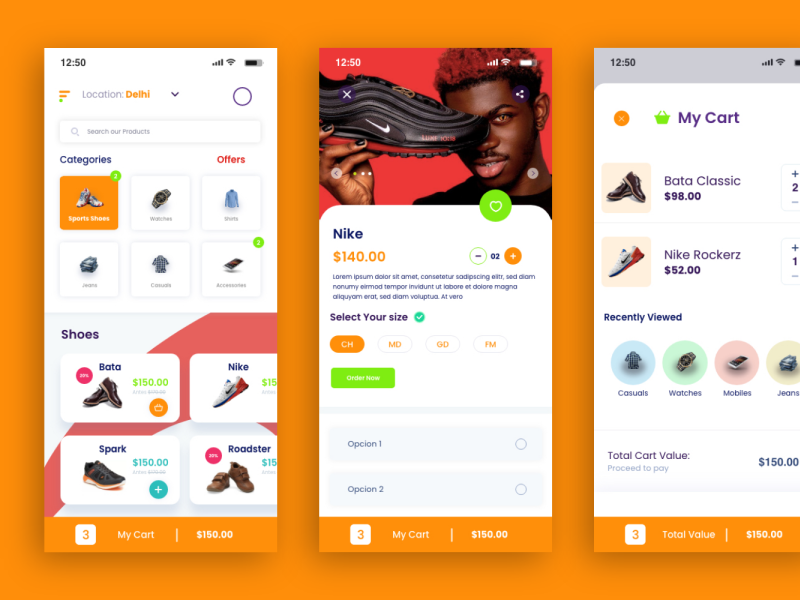 12:50
Location: Delhi
Search our Products
Categories
Offers
3
Sports Shoes
Watches
Shirts
2
Jeans
Casuals
Accessories
Shoes
Bata
20%
$150.00
Nike
$15
Spark
$150.00
Roadster
20%
$15
3
My Cart
$150.00
12:50
Nike
$140.00
02
Lorem ipsum dolor sit amet, consetetur sadipscing elitr, sed diam
nonumy eirmod tempor invidunt ut labore et dolore magna
aliquyam erat, sed diam voluptua. At vero
Select Your size
CH
MD
GD
FM
Order Now
Opcion 1
Opcion 2
3
My Cart
$150.00
12:50
My Cart
Bata Classic
$98.00
2
Nike Rockerz
$52.00
1
Recently Viewed
Casuals
Watches
Mobiles
Jeans
Total Cart Value:
Proceed to pay
$150.00
3
Total Value
$150.00